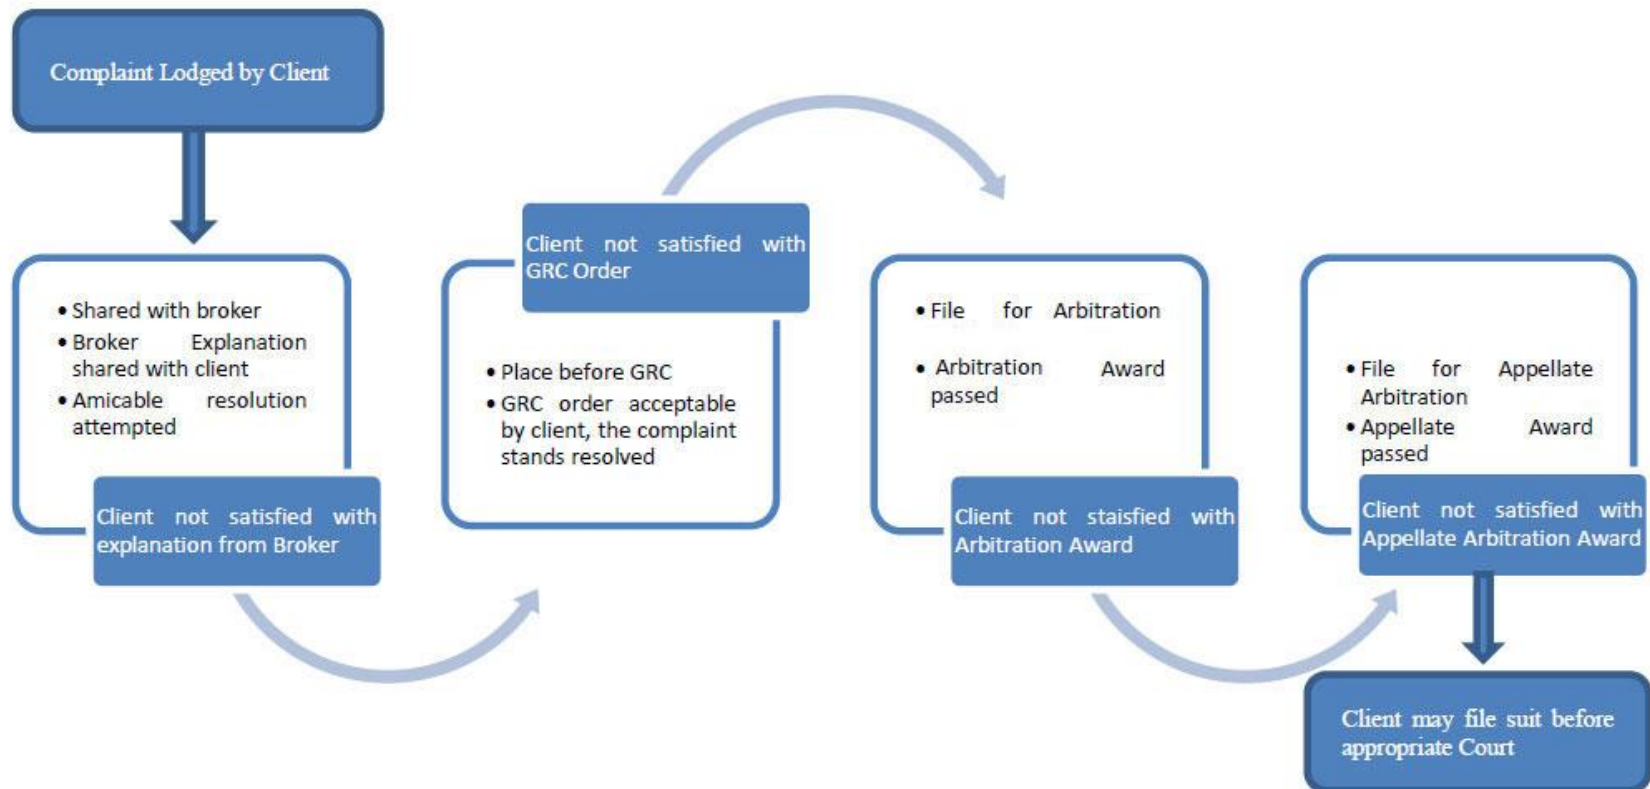 Complaint Lodged by Client
• Shared with broker
• Broker Explanation
shared with client
• Amicable resolution
attempted
Client not satisfied with
explanation from Broker
Client not satisfied with
GRC Order
• Place before GRC
• GRC order acceptable
by client, the complaint
stands resolved
• File for Arbitration
• Arbitration Award
passed
Client not staisfied with
Arbitration Award
• File for Appellate
Arbitration
• Appellate Award
passed
Client not satisfied with
Appellate Arbitration Award
Client may file suit before
appropriate Court